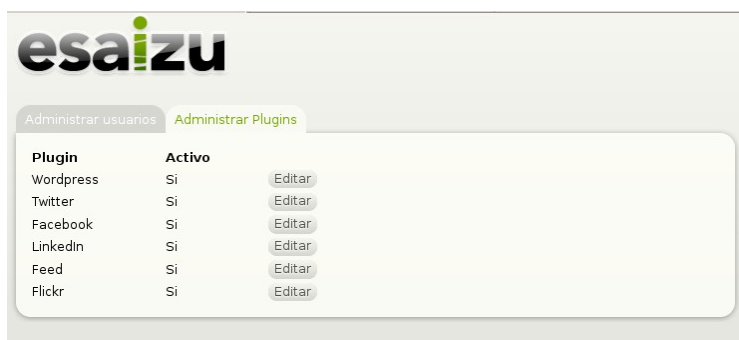 esaizu
Administrar usuarios Administrar Plugins
Plugin Activo
Wordpress Si Editar
Twitter Si Editar
Facebook Si Editar
LinkedIn Si Editar
Feed Si Editar
Flickr Si Editar